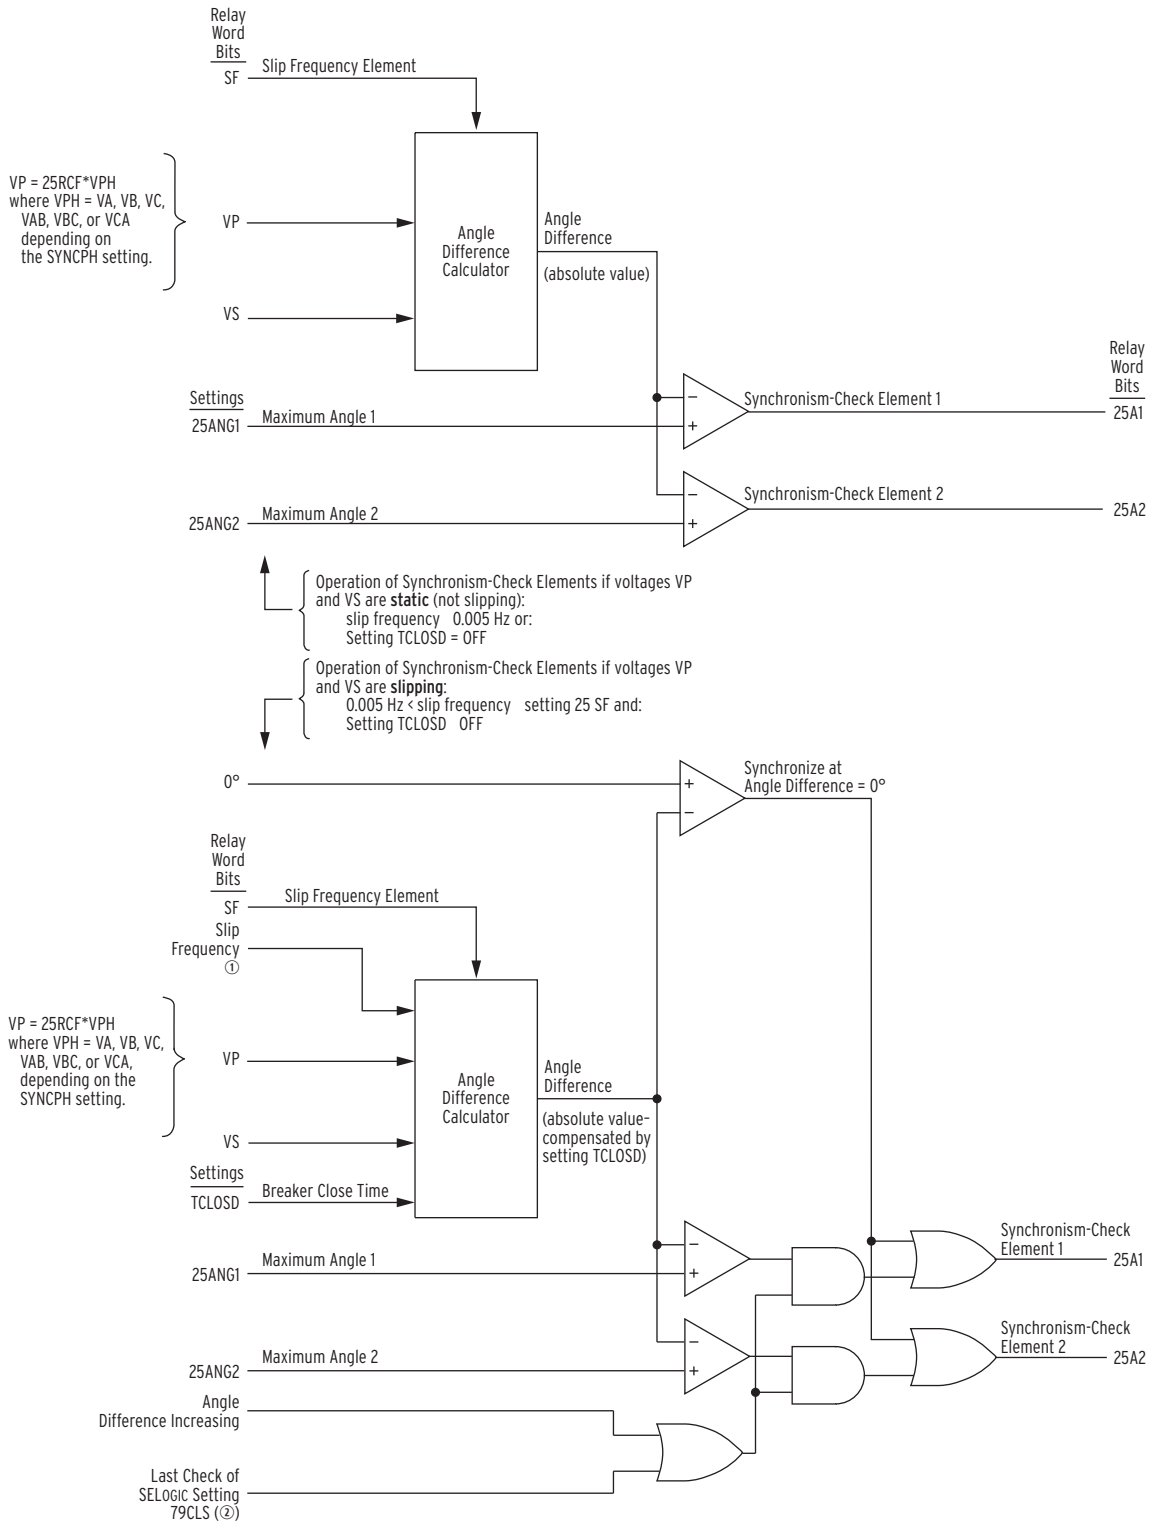 Relay
Word
Bits
SF
Slip Frequency Element
VP = 25RCF*VPH
where VPH = VA, VB, VC,
VAB, VBC, or VCA
depending on
the SYNCPH setting.
VP
VS
Angle
Difference
Calculator
Angle
Difference
(absolute value)
Settings
25ANG1
Maximum Angle 1
−
+
Synchronism-Check Element 1
Relay
Word
Bits
25A1
25ANG2
Maximum Angle 2
−
+
Synchronism-Check Element 2
25A2
Operation of Synchronism-Check Elements if voltages VP
and VS are static (not slipping):
slip frequency 0.005 Hz or:
Setting TCLOSD = OFF
Operation of Synchronism-Check Elements if voltages VP
and VS are slipping:
0.005 Hz < slip frequency setting 25 SF and:
Setting TCLOSD OFF
0°
+
−
Synchronize at
Angle Difference = 0°
Relay
Word
Bits
SF
Slip Frequency Element
Slip
Frequency
①
VP = 25RCF*VPH
where VPH = VA, VB, VC,
VAB, VBC, or VCA,
depending on the
SYNCPH setting.
VP
VS
Angle
Difference
Calculator
Angle
Difference
(absolute value-
compensated by
setting TCLOSD)
Settings
TCLOSD
Breaker Close Time
25ANG1
Maximum Angle 1
−
+
Synchronism-Check
Element 1
25A1
25ANG2
Maximum Angle 2
−
+
Synchronism-Check
Element 2
25A2
Angle
Difference Increasing
Last Check of
SELOGIC Setting
79CLS (②)